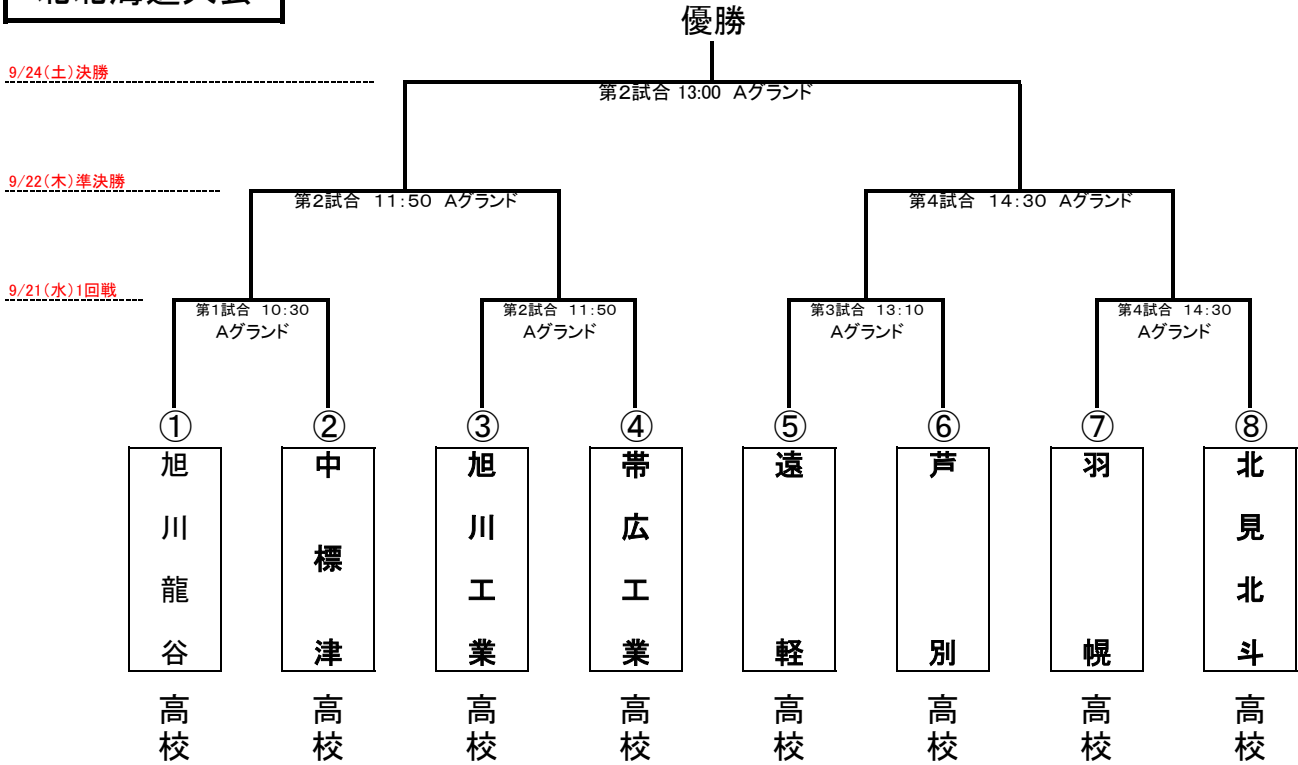 北北海道大会
優勝
9/24(土)決勝
第2試合 13:00 Aグランド
9/22(木)準決勝
第2試合 11:50 Aグランド
第4試合 14:30 Aグランド
9/21(水)1回戦
第1試合 10:30
Aグランド
第2試合 11:50
Aグランド
第3試合 13:10
Aグランド
第4試合 14:30
Aグランド
①
旭川龍谷
高校
②
中標津
高校
③
旭川工業
高校
④
帯広工業
高校
⑤
遠軽
高校
⑥
芦別
高校
⑦
羽幌
高校
⑧
北見北斗
高校